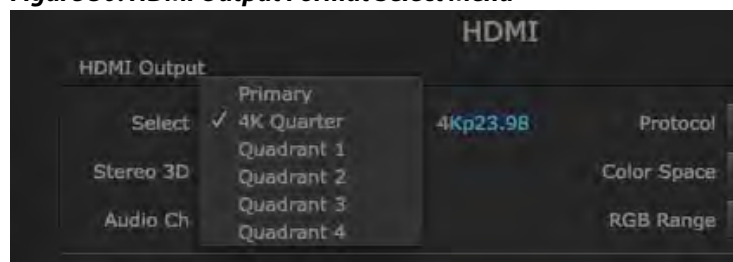 HDMI
HDMI Output
Select
Primary
✓ 4K Quarter
Quadrant 1
Quadrant 2
Quadrant 3
Quadrant 4
4Kp23.98
Protocol
Stereo 3D
Color Space
Audio Ch
RGB Range